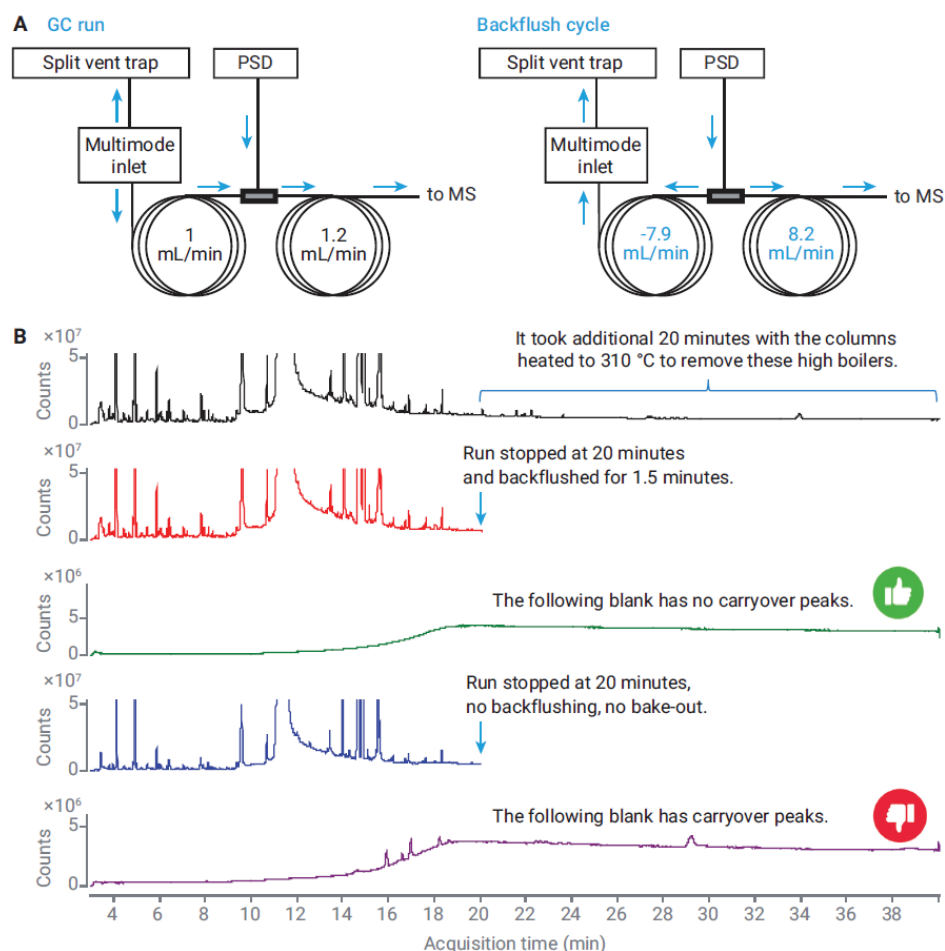 A GC run
Backflush cycle
Split vent trap
PSD
Multimode
inlet
1
mL/min
1.2
mL/min
to MS
Split vent trap
PSD
Multimode
inlet
-7.9
mL/min
8.2
mL/min
to MS
B
×10⁷
5
0
Counts
It took additional 20 minutes with the columns
heated to 310 °C to remove these high boilers.
×10⁷
5
0
Counts
Run stopped at 20 minutes
and backflushed for 1.5 minutes.
×10⁶
5
0
Counts
The following blank has no carryover peaks.
×10⁷
5
0
Counts
Run stopped at 20 minutes,
no backflushing, no bake-out.
×10⁶
5
0
Counts
The following blank has carryover peaks.
4 6 8 10 12 14 16 18 20 22 24 26 28 30 32 34 36 38
Acquisition time (min)